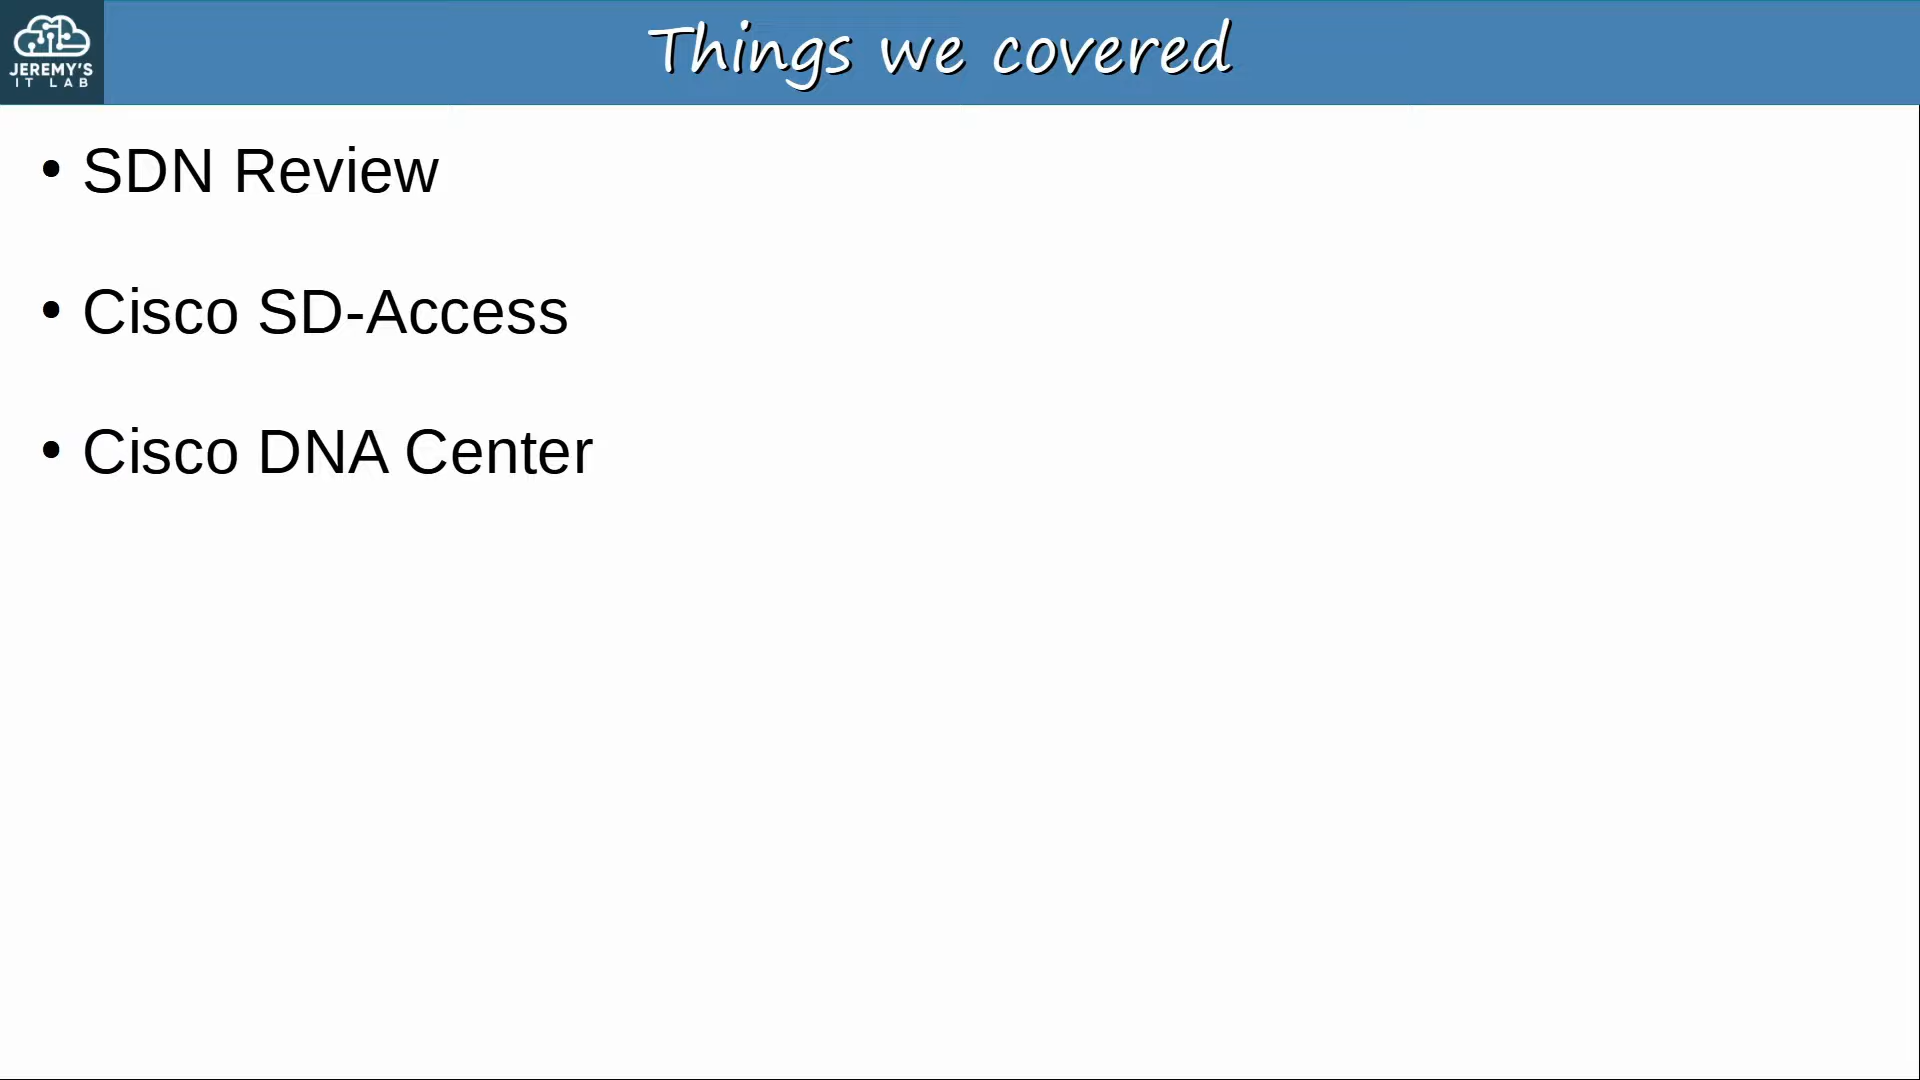 JEREMY'S
IT LAB
Things we covered
• SDN Review
• Cisco SD-Access
• Cisco DNA Center